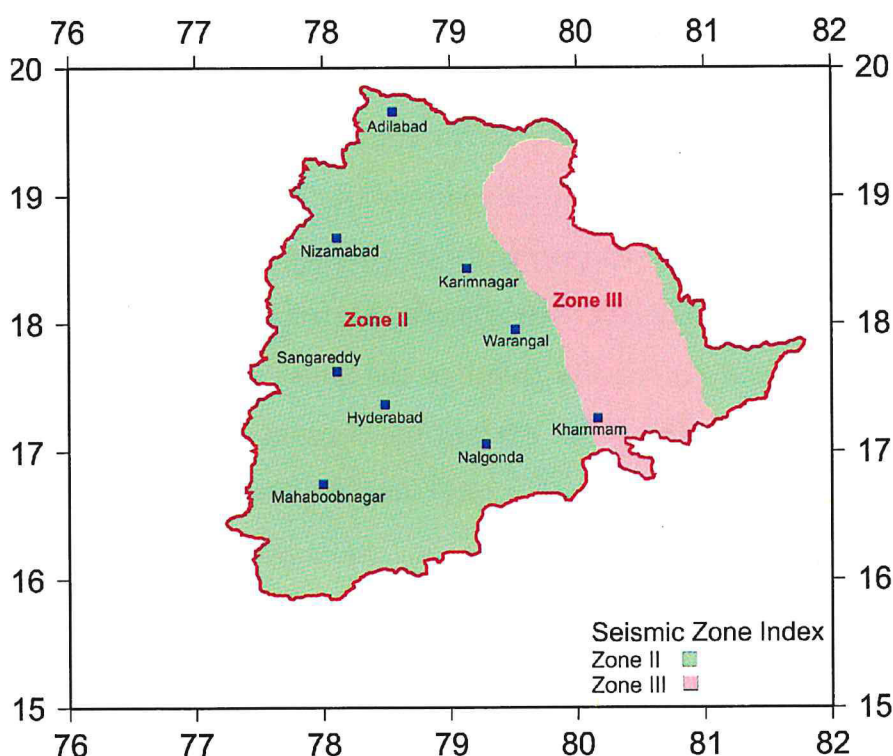 76 77 78 79 80 81 82
20 20
Adilabad
19 19
Nizamabad
Karimnagar
Zone III
18 Zone II 18
Warangal
Sangareddy
Hyderabad
Khammam
17 Nalgonda 17
Mahaboobnagar
16 16
Seismic Zone Index
Zone II
Zone III
15 15
76 77 78 79 80 81 82